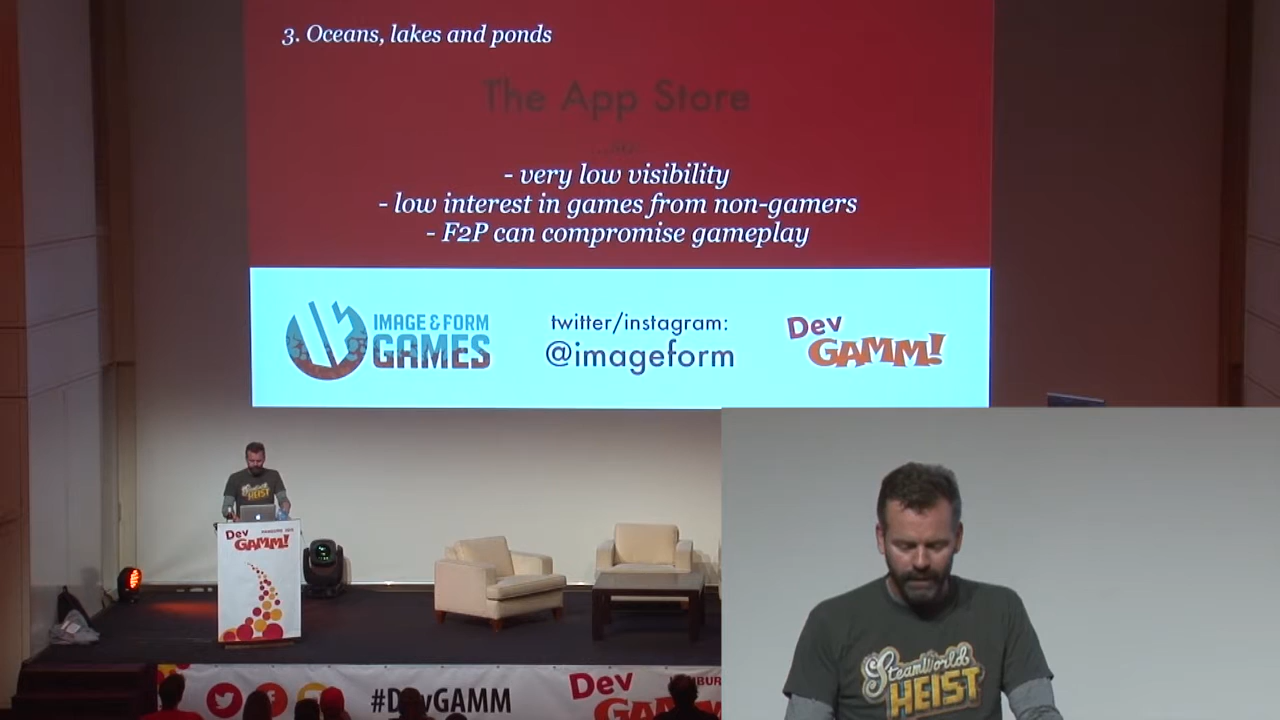 3. Oceans, lakes and ponds
The App Store
- very low visibility
- low interest in games from non-gamers
- F2P can compromise gameplay
IMAGE & FORM
GAMES
twitter/instagram:
@imageform
Dev
GAMM!
SteamWorld
HEIST
Dev
GAMM!
SteamWorld
HEIST
#DevGAMM
Dev